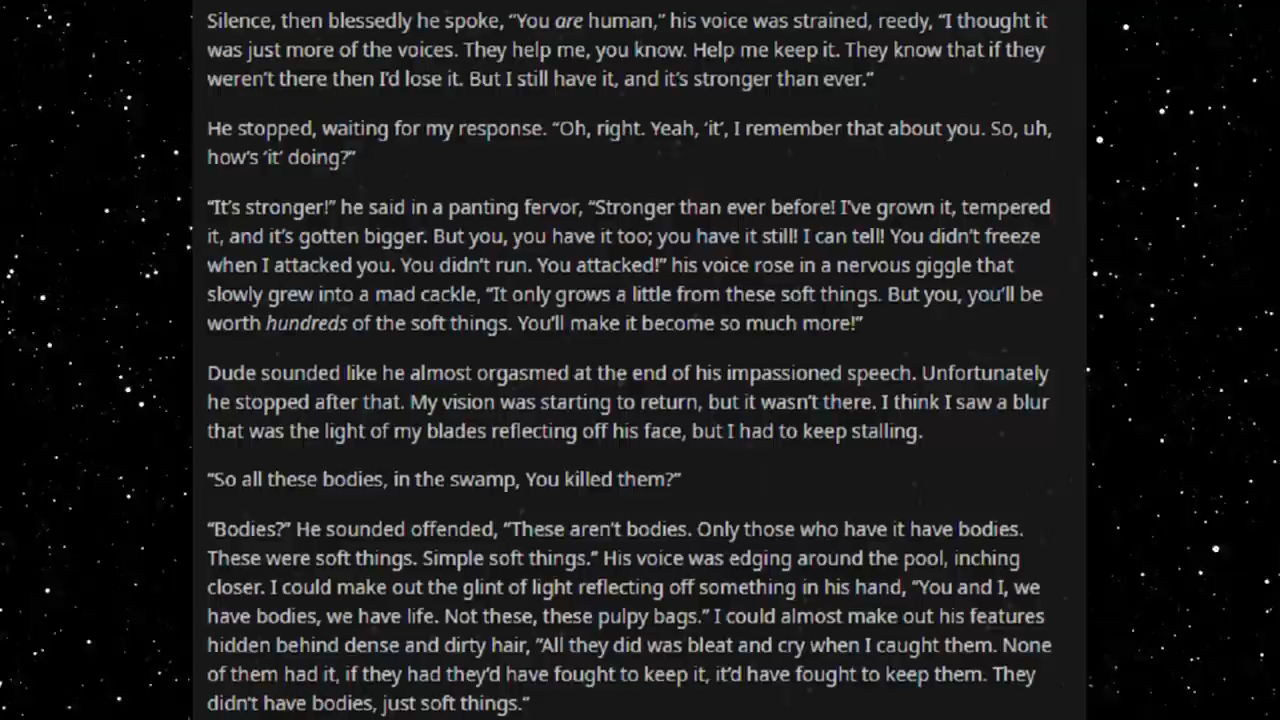 Silence, then blessedly he spoke, “You are human,” his voice was strained, reedy, “I thought it
was just more of the voices. They help me, you know. Help me keep it. They know that if they
weren’t there then I’d lose it. But I still have it, and it’s stronger than ever.”
He stopped, waiting for my response. “Oh, right. Yeah, ‘it’, I remember that about you. So, uh,
how’s ‘it’ doing?”
“It’s stronger!” he said in a panting fervor, “Stronger than ever before! I’ve grown it, tempered
it, and it’s gotten bigger. But you, you have it too; you have it still! I can tell! You didn’t freeze
when I attacked you. You didn’t run. You attacked!” his voice rose in a nervous giggle that
slowly grew into a mad cackle, “It only grows a little from these soft things. But you, you’ll be
worth hundreds of the soft things. You’ll make it become so much more!”
Dude sounded like he almost orgasmed at the end of his impassioned speech. Unfortunately
he stopped after that. My vision was starting to return, but it wasn’t there. I think I saw a blur
that was the light of my blades reflecting off his face, but I had to keep stalling.
“So all these bodies, in the swamp, You killed them?”
“Bodies?” He sounded offended, “These aren’t bodies. Only those who have it have bodies.
These were soft things. Simple soft things.” His voice was edging around the pool, inching
closer. I could make out the glint of light reflecting off something in his hand, “You and I, we
have bodies, we have life. Not these, these pulpy bags.” I could almost make out his features
hidden behind dense and dirty hair, “All they did was bleat and cry when I caught them. None
of them had it, if they had they’d have fought to keep it, it’d have fought to keep them. They
didn’t have bodies, just soft things.”